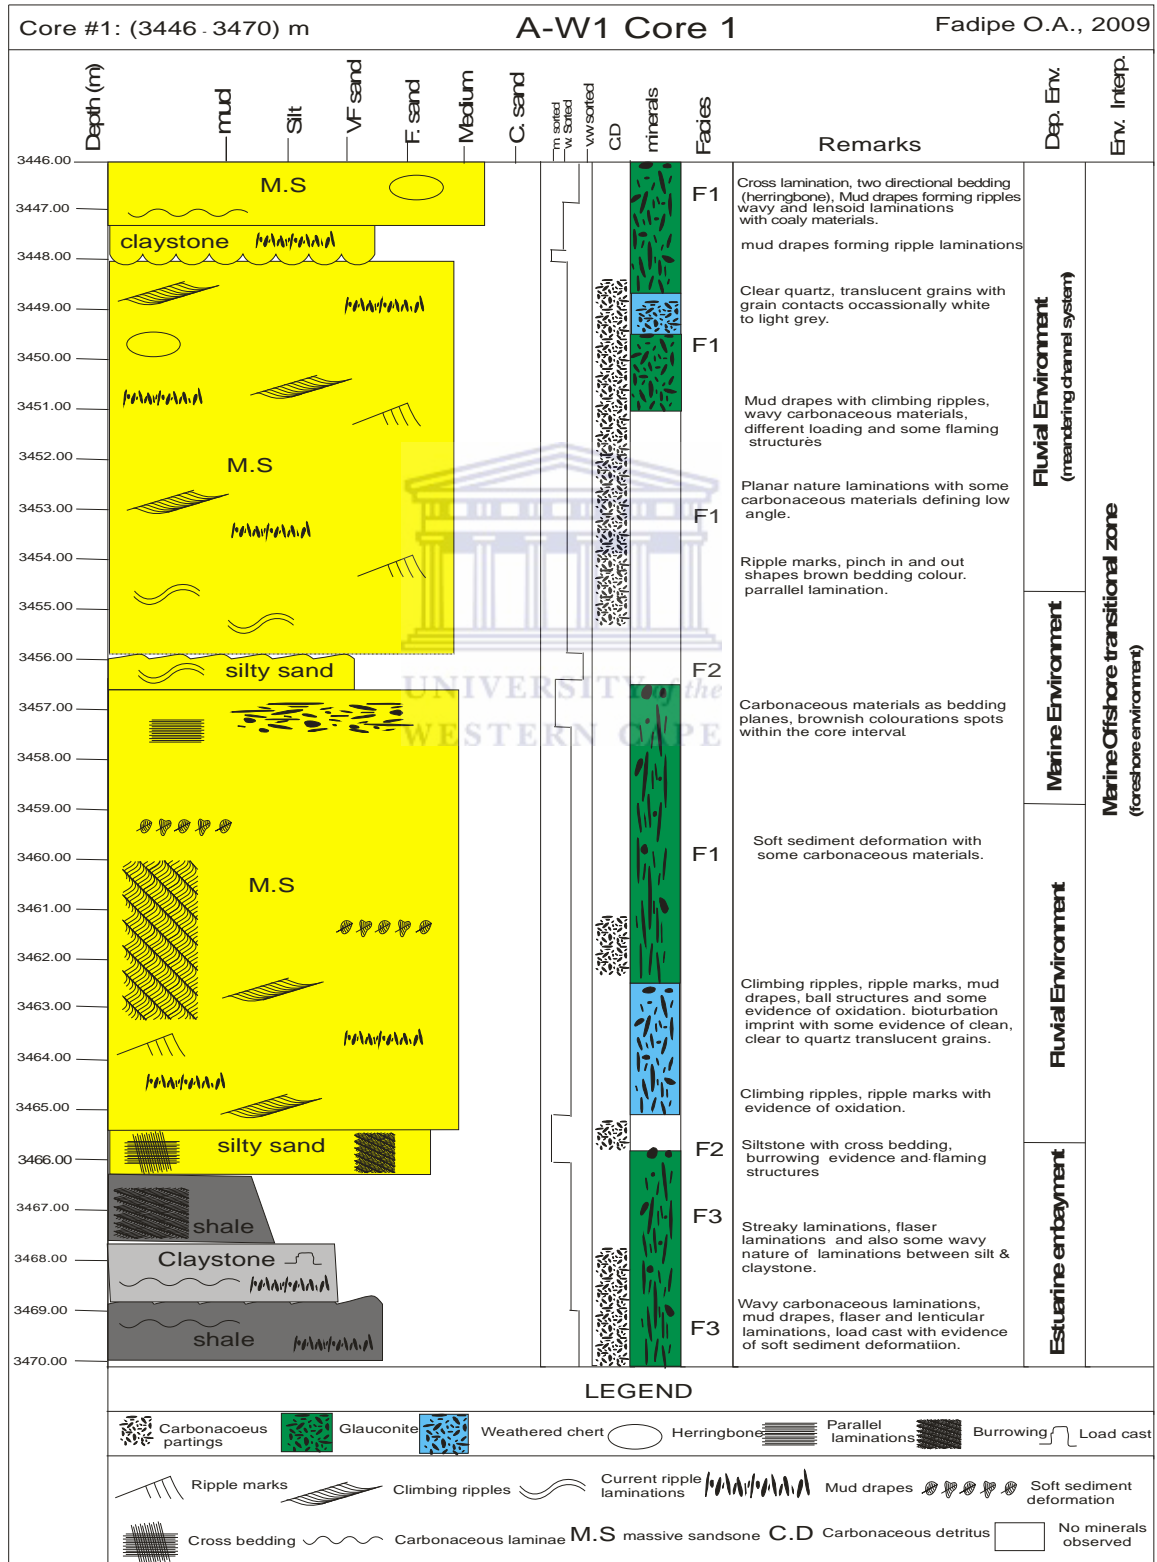 Core #1: (3446 - 3470) m
A-W1 Core 1
Fadipe O.A., 2009
Depth (m)
mud
Silt
VF sand
F. sand
Medium
C. sand
m. sorted
w. Sorted
v.w sorted
C.D
minerals
Facies
Remarks
Dep. Env.
Env. Interp.
3446.00
3447.00
3448.00
3449.00
3450.00
3451.00
3452.00
3453.00
3454.00
3455.00
3456.00
3457.00
3458.00
3459.00
3460.00
3461.00
3462.00
3463.00
3464.00
3465.00
3466.00
3467.00
3468.00
3469.00
3470.00
M.S
claystone
M.S
silty sand
M.S
silty sand
shale
Claystone
shale
F1
F1
F1
F2
F1
F2
F3
F3
Cross lamination, two directional bedding
(herringbone), Mud drapes forming ripples
wavy and lensoid laminations
with coaly materials.
mud drapes forming ripple laminations
Clear quartz, translucent grains with
grain contacts occassionally white
to light grey.
Mud drapes with climbing ripples,
wavy carbonaceous materials,
different loading and some flaming
structures
Planar nature laminations with some
carbonaceous materials defining low
angle.
Ripple marks, pinch in and out
shapes brown bedding colour.
parrallel lamination.
Carbonaceous materials as bedding
planes, brownish colourations spots
within the core interval
Soft sediment deformation with
some carbonaceous materials.
Climbing ripples, ripple marks, mud
drapes, ball structures and some
evidence of oxidation. bioturbation
imprint with some evidence of clean,
clear to quartz translucent grains.
Climbing ripples, ripple marks with
evidence of oxidation.
Siltstone with cross bedding,
burrowing evidence and flaming
structures
Streaky laminations, flaser
laminations and also some wavy
nature of laminations between silt &
claystone.
Wavy carbonaceous laminations,
mud drapes, flaser and lenticular
laminations, load cast with evidence
of soft sediment deformatiion.
Fluvial Environment
(meandering channel system)
Marine Environment
Fluvial Environment
Estuarine embayment
Marine Offshore transitional zone
(foreshore environment)
UNIVERSITY of the
WESTERN CAPE
LEGEND
Carbonacoeus
partings
Glauconite
Weathered chert
Herringbone
Parallel
laminations
Burrowing
Load cast
Ripple marks
Climbing ripples
Current ripple
laminations
Mud drapes
Soft sediment
deformation
Cross bedding
Carbonaceous laminae
M.S massive sandsone
C.D Carbonaceous detritus
No minerals
observed